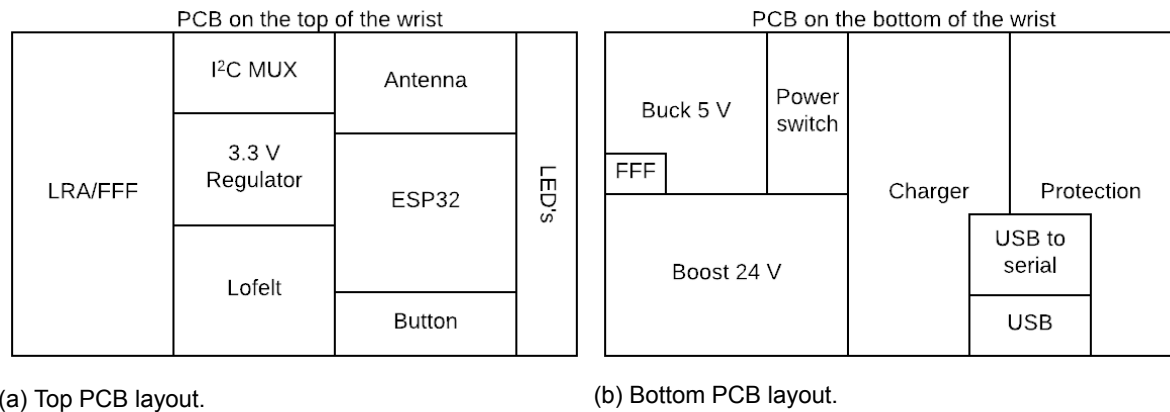 PCB on the top of the wrist
LRA/FFF
I²C MUX
3.3 V
Regulator
Lofelt
Antenna
ESP32
Button
LED's
(a) Top PCB layout.
PCB on the bottom of the wrist
Buck 5 V
Power
switch
FFF
Boost 24 V
Charger
Protection
USB to
serial
USB
(b) Bottom PCB layout.